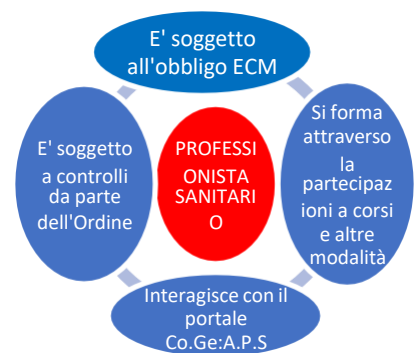 E' soggetto
all'obbligo ECM
E' soggetto
a controlli
da parte
dell'Ordine
PROFESSI
ONISTA
SANITARI
O
Si forma
attraverso
la
partecipaz
ioni a corsi
e altre
modalità
Interagisce con il
portale
Co.Ge:A.P.S